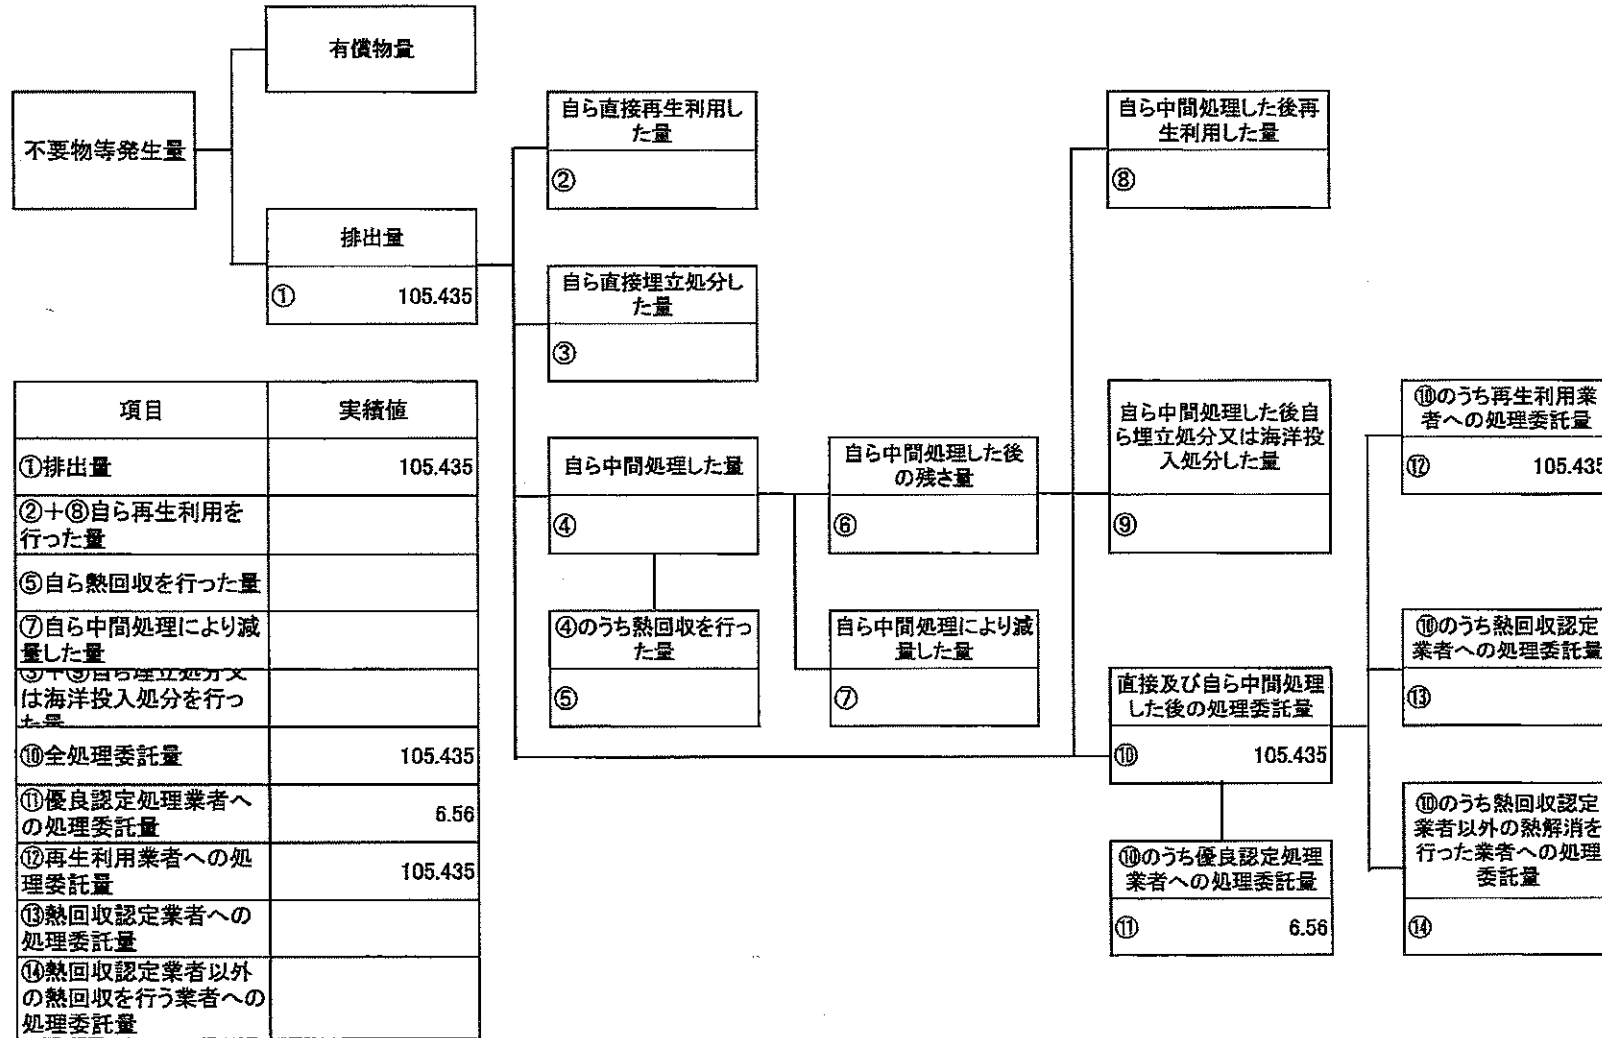 有償物量
不要物等発生量
排出量
① 105.435
自ら直接再生利用し
た量
②
自ら直接埋立処分し
た量
③
自ら中間処理した量
④
④のうち熱回収を行っ
た量
⑤
自ら中間処理した後
の残さ量
⑥
自ら中間処理により減
量した量
⑦
自ら中間処理した後再
生利用した量
⑧
自ら中間処理した後自
ら埋立処分又は海洋投
入処分した量
⑨
直接及び自ら中間処理
した後の処理委託量
⑩ 105.435
⑩のうち優良認定処理
業者への処理委託量
⑪ 6.56
⑩のうち再生利用業
者への処理委託量
⑫ 105.435
⑩のうち熱回収認定
業者への処理委託量
⑬
⑩のうち熱回収認定
業者以外の熱解消を
行った業者への処理
委託量
⑭
項目 実績値
①排出量 105.435
②+⑧自ら再生利用を
行った量
⑤自ら熱回収を行った量
⑦自ら中間処理により減
量した量
③+⑨自ら埋立処分又
は海洋投入処分を行っ
た量
⑩全処理委託量 105.435
⑪優良認定処理業者へ
の処理委託量 6.56
⑫再生利用業者への処
理委託量 105.435
⑬熱回収認定業者への
処理委託量
⑭熱回収認定業者以外
の熱回収を行う業者への
処理委託量